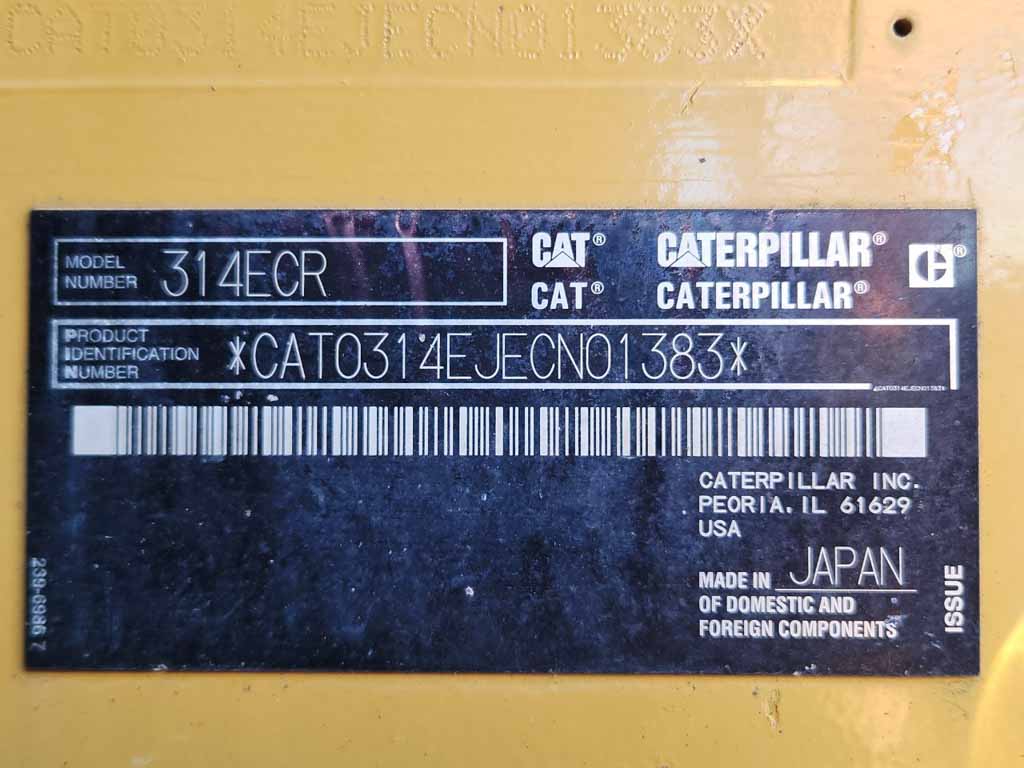 CAT0314EJECN01383X
MODEL NUMBER 314ECR
CAT® CATERPILLAR®
CAT® CATERPILLAR®
PRODUCT IDENTIFICATION NUMBER *CAT0314EJECN01383*
*CAT0314EJECN01383*
CATERPILLAR INC.
PEORIA, IL 61629
USA
MADE IN JAPAN
OF DOMESTIC AND
FOREIGN COMPONENTS
239-6986 7
ISSUE